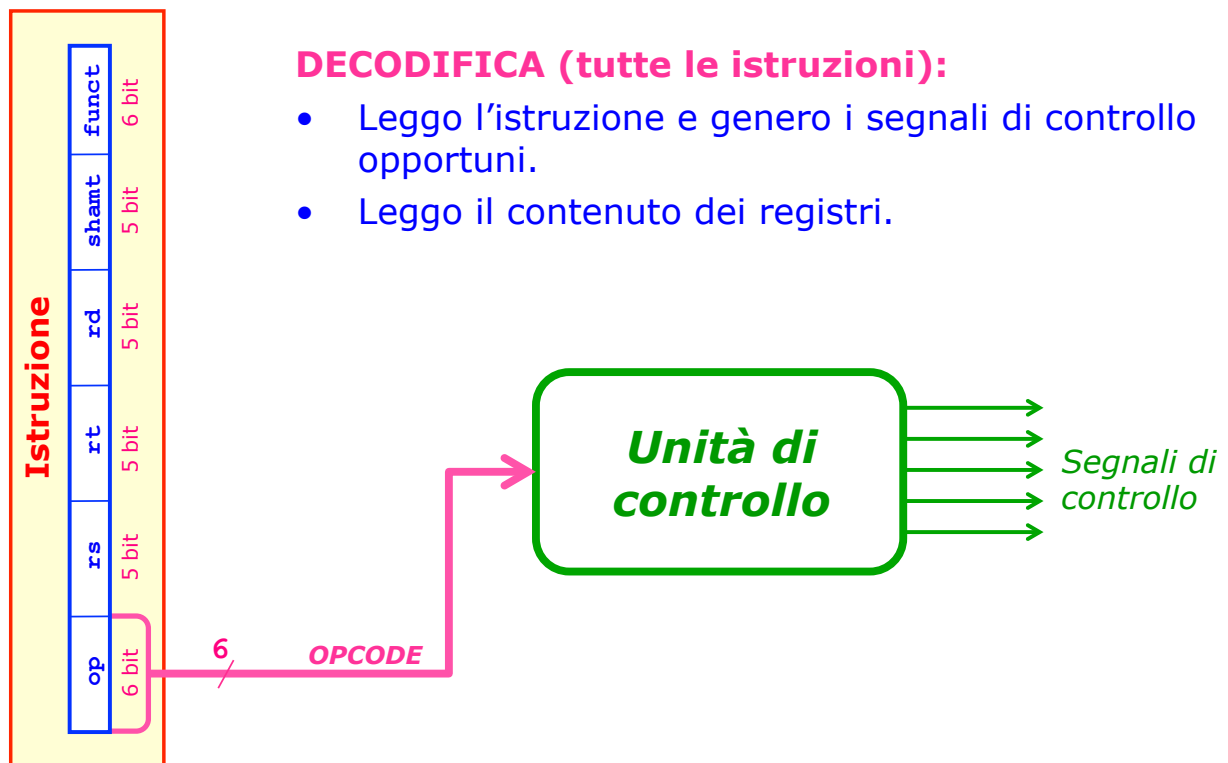 DECODIFICA (tutte le istruzioni):
• Leggo l’istruzione e genero i segnali di controllo
opportuni.
• Leggo il contenuto dei registri.
Istruzione
funct
6 bit
shamt
5 bit
rd
5 bit
rt
5 bit
rs
5 bit
op
6 bit
6
OPCODE
Unità di
controllo
Segnali di
controllo